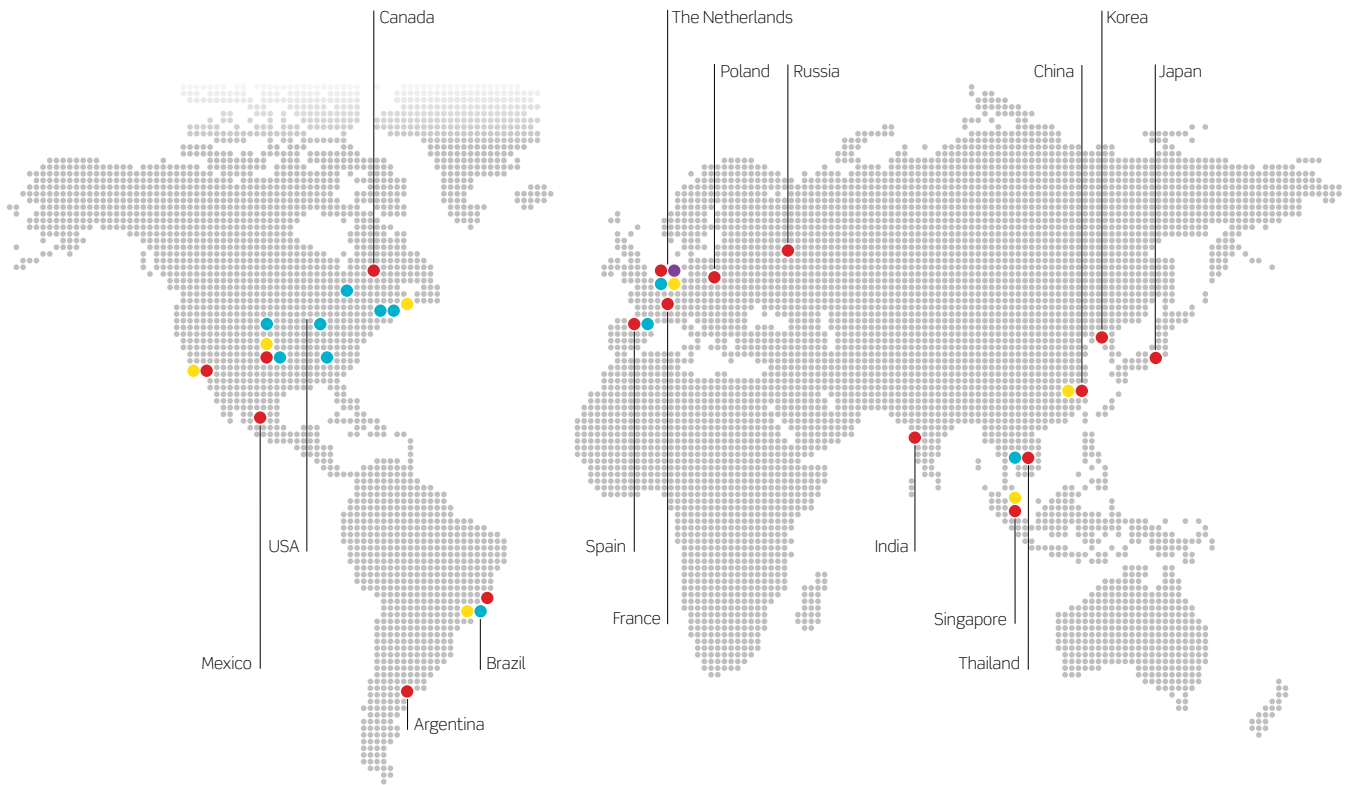 Canada
The Netherlands
Korea
Poland
Russia
China
Japan
USA
Spain
India
France
Singapore
Mexico
Brazil
Thailand
Argentina